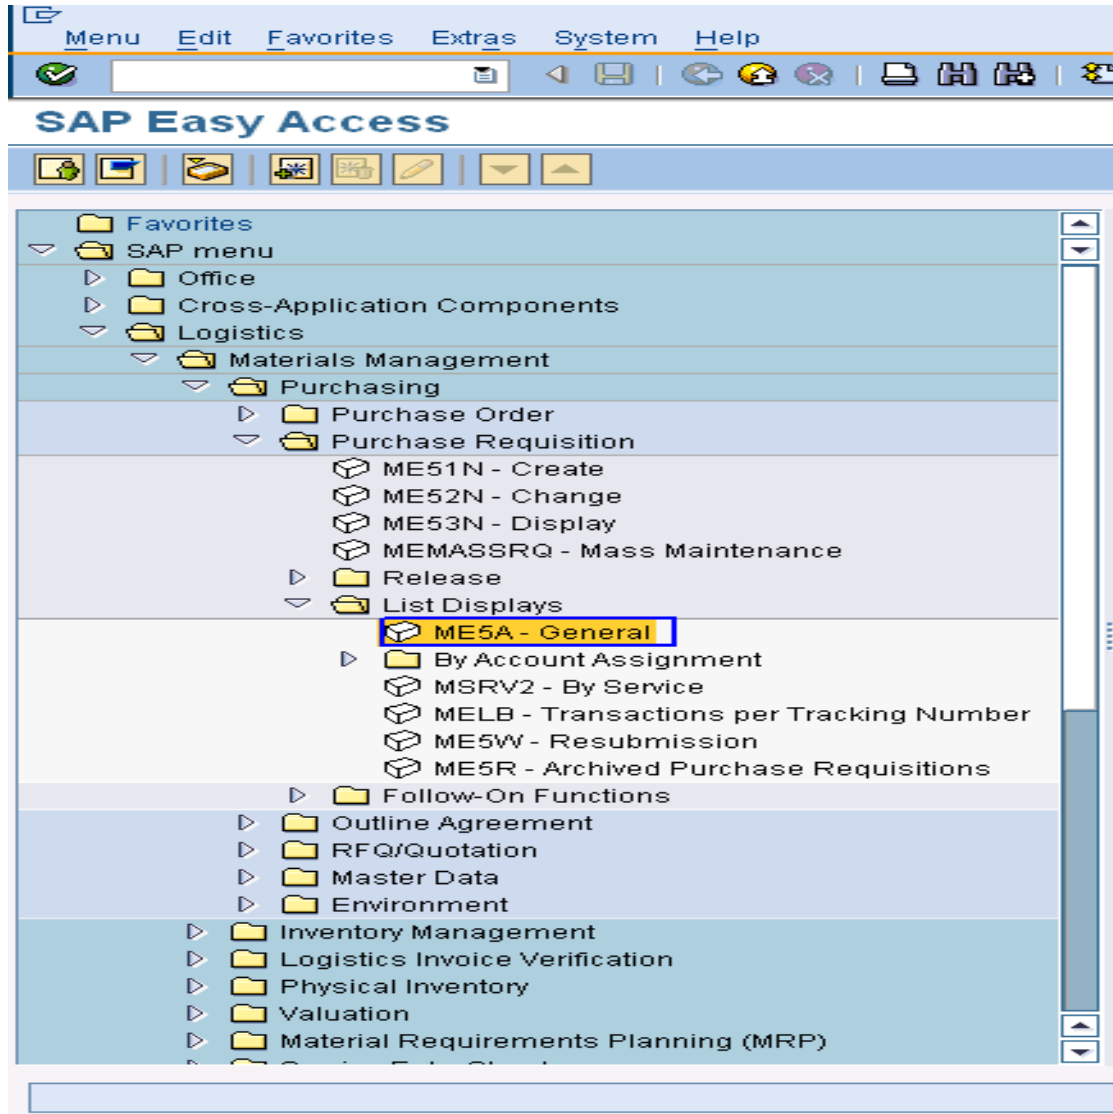 Menu Edit Favorites Extras System Help
SAP Easy Access
Favorites
SAP menu
Office
Cross-Application Components
Logistics
Materials Management
Purchasing
Purchase Order
Purchase Requisition
ME51N - Create
ME52N - Change
ME53N - Display
MEMASSRQ - Mass Maintenance
Release
List Displays
ME5A - General
By Account Assignment
MSRV2 - By Service
MELB - Transactions per Tracking Number
ME5W - Resubmission
ME5R - Archived Purchase Requisitions
Follow-On Functions
Outline Agreement
RFQ/Quotation
Master Data
Environment
Inventory Management
Logistics Invoice Verification
Physical Inventory
Valuation
Material Requirements Planning (MRP)